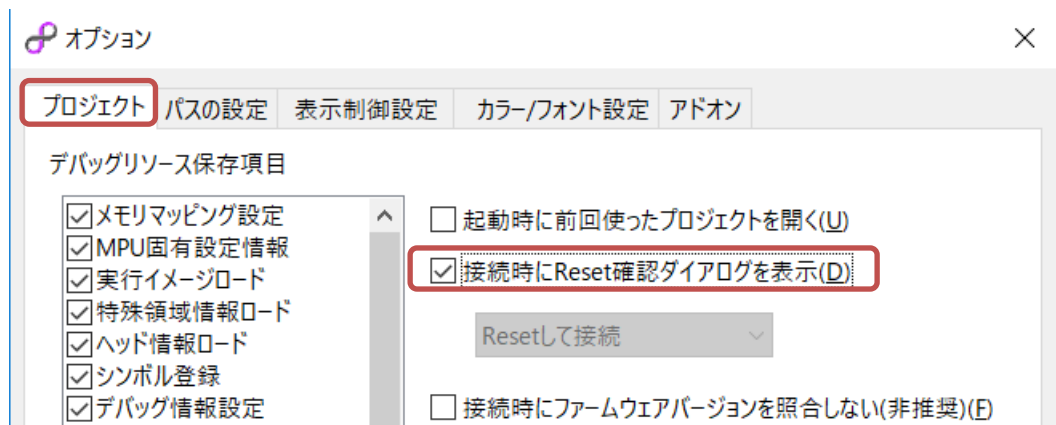 オプション
プロジェクト パスの設定 表示制御設定 カラー/フォント設定 アドオン
デバッグリソース保存項目
メモリマッピング設定
MPU固有設定情報
実行イメージロード
特殊領域情報ロード
ヘッド情報ロード
シンボル登録
デバッグ情報設定
起動時に前回使ったプロジェクトを開く(U)
接続時にReset確認ダイアログを表示(D)
Resetして接続
接続時にファームウェアバージョンを照合しない(非推奨)(F)